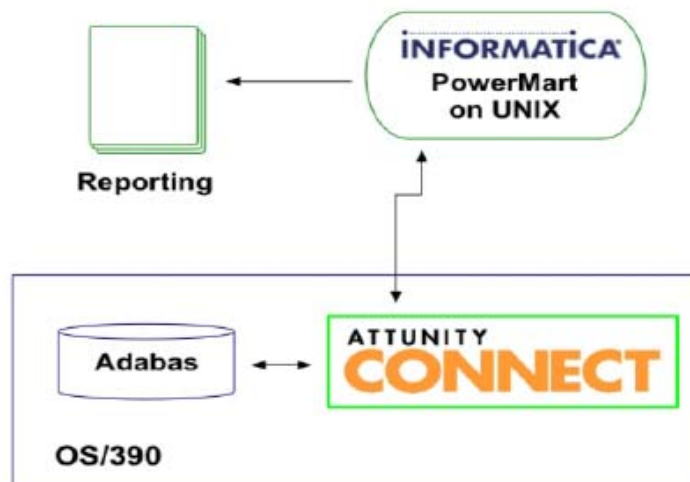 INFORMATICA®
PowerMart
on UNIX
Reporting
ATTUNITY
CONNECT
Adabas
OS/390